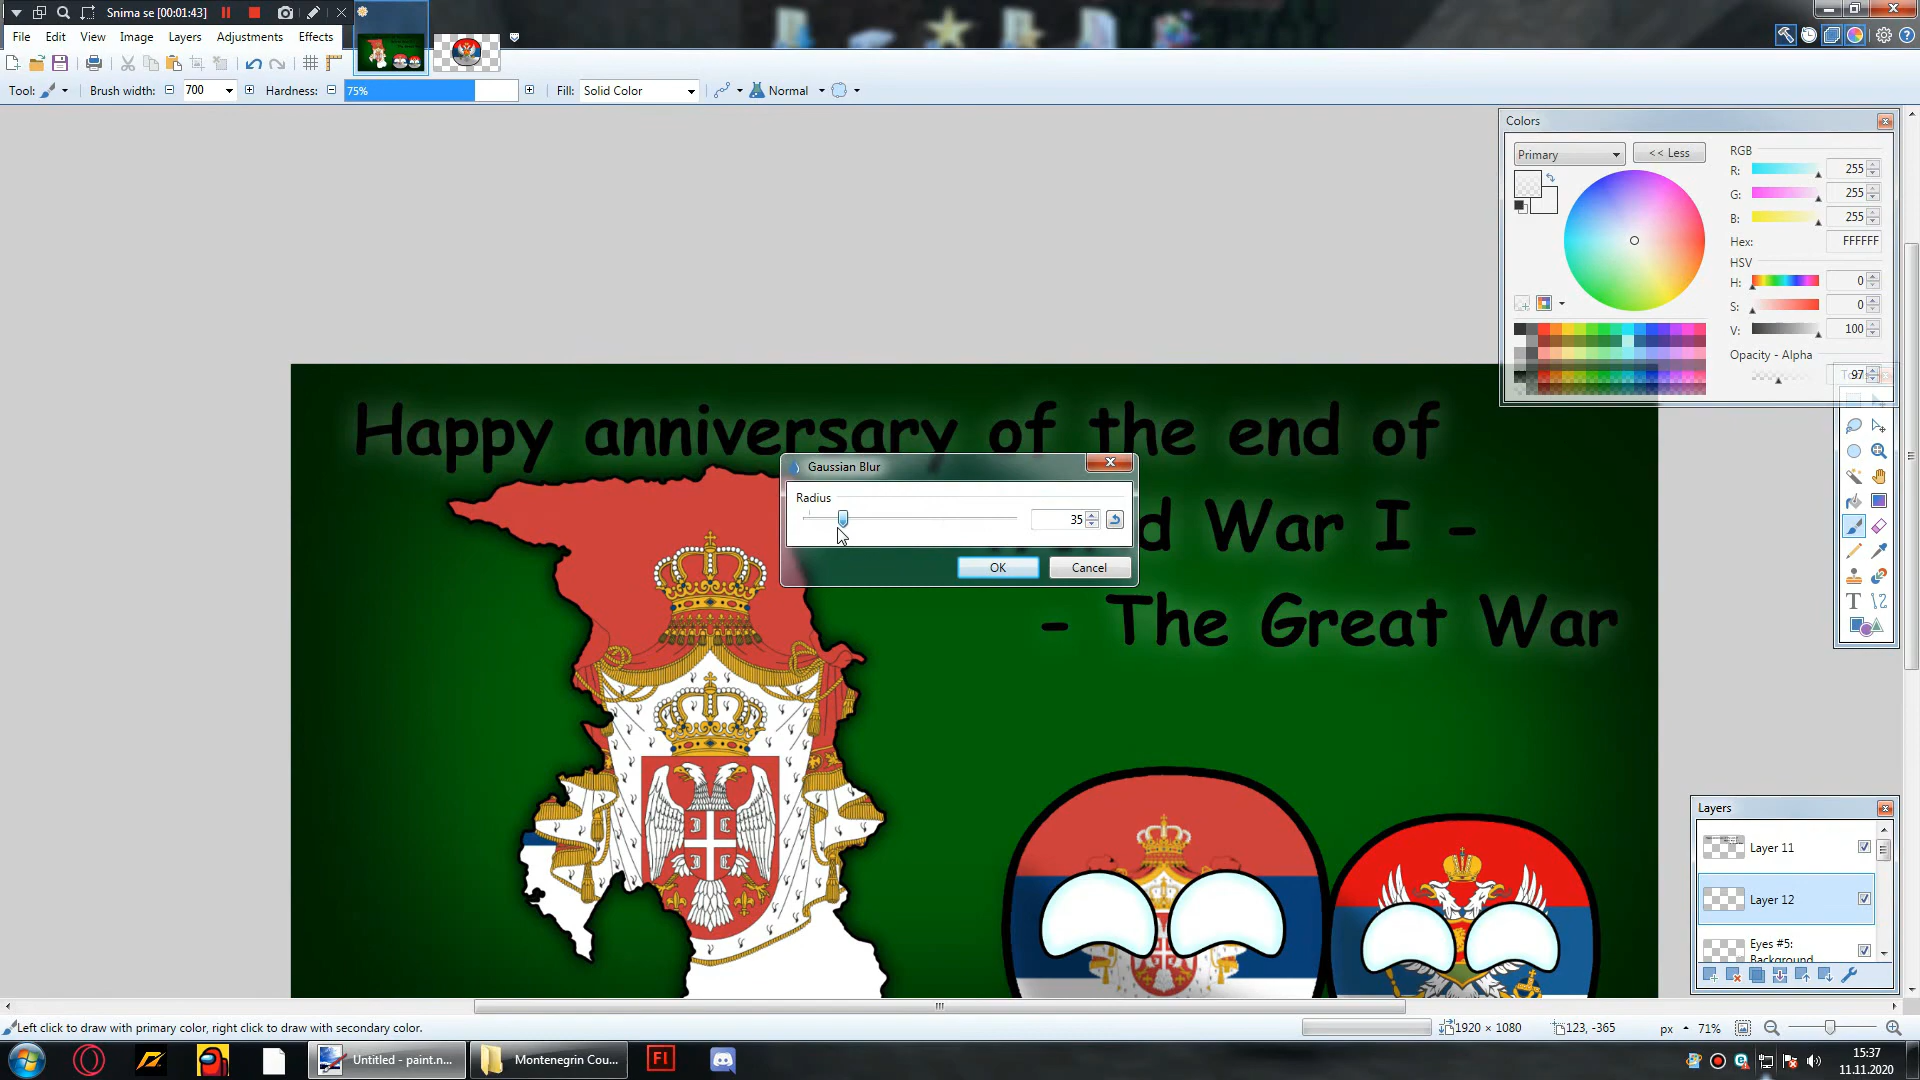 Snima se [00:01:43]
File Edit View Image Layers Adjustments Effects
Tool: Brush width: 700 Hardness: 75% Fill: Solid Color Normal
Colors
Primary << Less RGB
R: 255
G: 255
B: 255
Hex: FFFFFF
HSV
H: 0
S: 0
V: 100
Opacity - Alpha
97
Happy anniversary of the end of
Gaussian Blur
Radius
35
OK Cancel
d War I -
- The Great War
Layers
Layer 11
Layer 12
Eyes #5:
Background
Left click to draw with primary color, right click to draw with secondary color.
1920 × 1080 123, -365 px 71%
Untitled - paint.n... Montenegrin Cou... Fl
15:37
11.11.2020